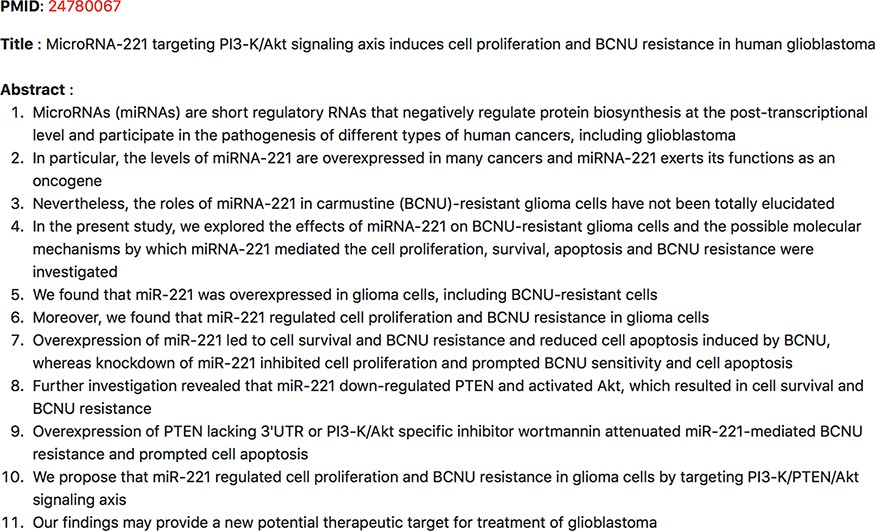 PMID: 24780067
Title : MicroRNA-221 targeting PI3-K/Akt signaling axis induces cell proliferation and BCNU resistance in human glioblastoma
Abstract :
1. MicroRNAs (miRNAs) are short regulatory RNAs that negatively regulate protein biosynthesis at the post-transcriptional
level and participate in the pathogenesis of different types of human cancers, including glioblastoma
2. In particular, the levels of miRNA-221 are overexpressed in many cancers and miRNA-221 exerts its functions as an
oncogene
3. Nevertheless, the roles of miRNA-221 in carmustine (BCNU)-resistant glioma cells have not been totally elucidated
4. In the present study, we explored the effects of miRNA-221 on BCNU-resistant glioma cells and the possible molecular
mechanisms by which miRNA-221 mediated the cell proliferation, survival, apoptosis and BCNU resistance were
investigated
5. We found that miR-221 was overexpressed in glioma cells, including BCNU-resistant cells
6. Moreover, we found that miR-221 regulated cell proliferation and BCNU resistance in glioma cells
7. Overexpression of miR-221 led to cell survival and BCNU resistance and reduced cell apoptosis induced by BCNU,
whereas knockdown of miR-221 inhibited cell proliferation and prompted BCNU sensitivity and cell apoptosis
8. Further investigation revealed that miR-221 down-regulated PTEN and activated Akt, which resulted in cell survival and
BCNU resistance
9. Overexpression of PTEN lacking 3'UTR or PI3-K/Akt specific inhibitor wortmannin attenuated miR-221-mediated BCNU
resistance and prompted cell apoptosis
10. We propose that miR-221 regulated cell proliferation and BCNU resistance in glioma cells by targeting PI3-K/PTEN/Akt
signaling axis
11. Our findings may provide a new potential therapeutic target for treatment of glioblastoma